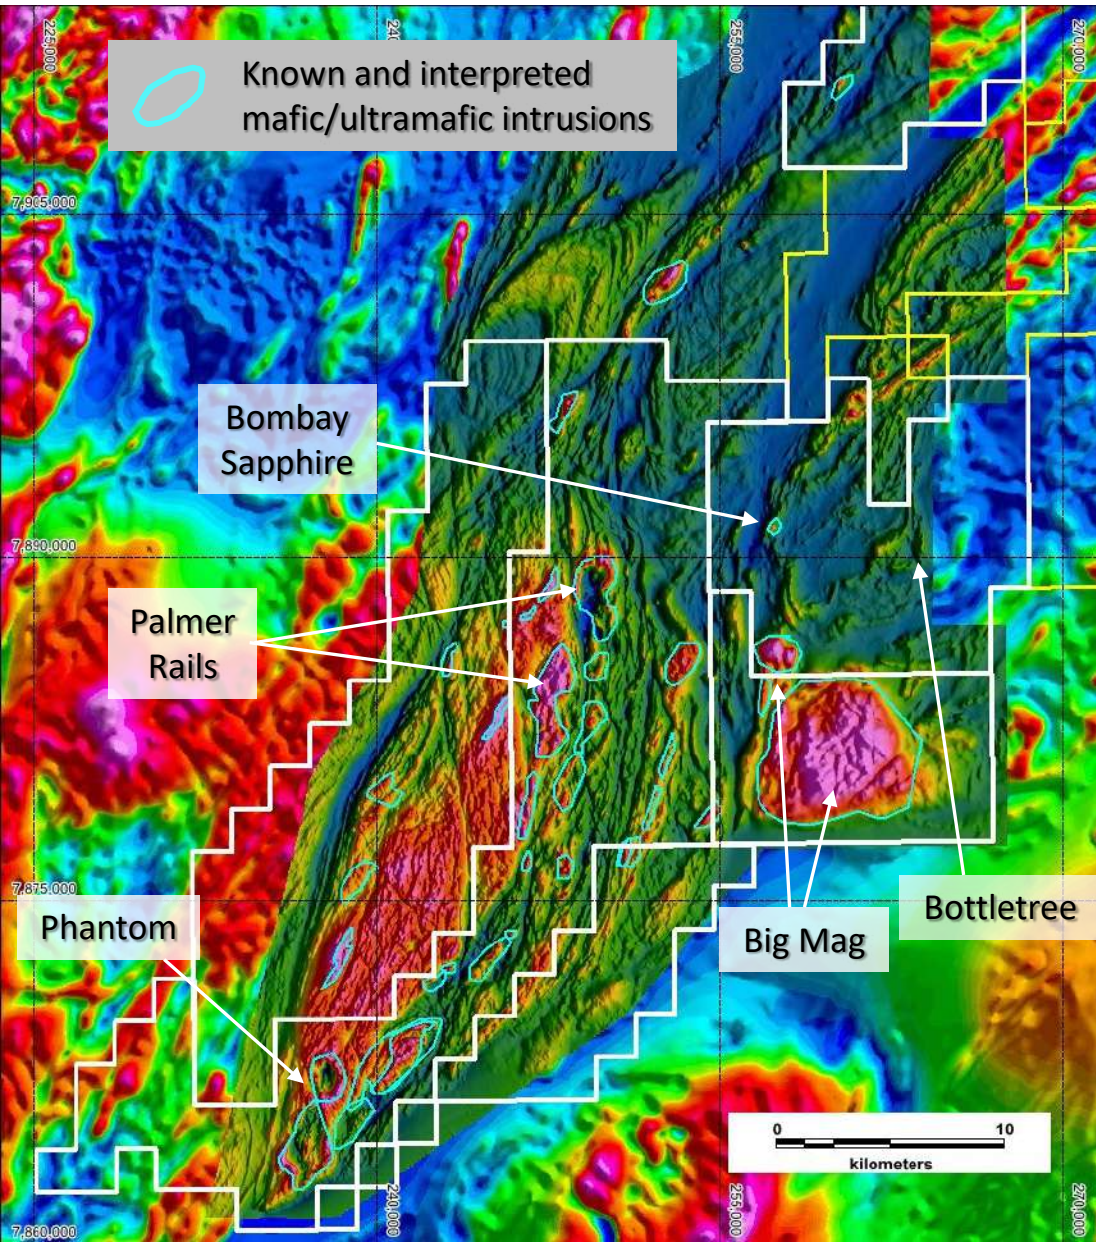 225,000
240
255,000
270,000
Known and interpreted
mafic/ultramafic intrusions
7,905,000
Bombay
Sapphire
7,890,000
Palmer
Rails
7,875,000
Phantom
Big Mag
Bottletree
0 10
kilometers
7,860,000
240,000
255,000
270,000